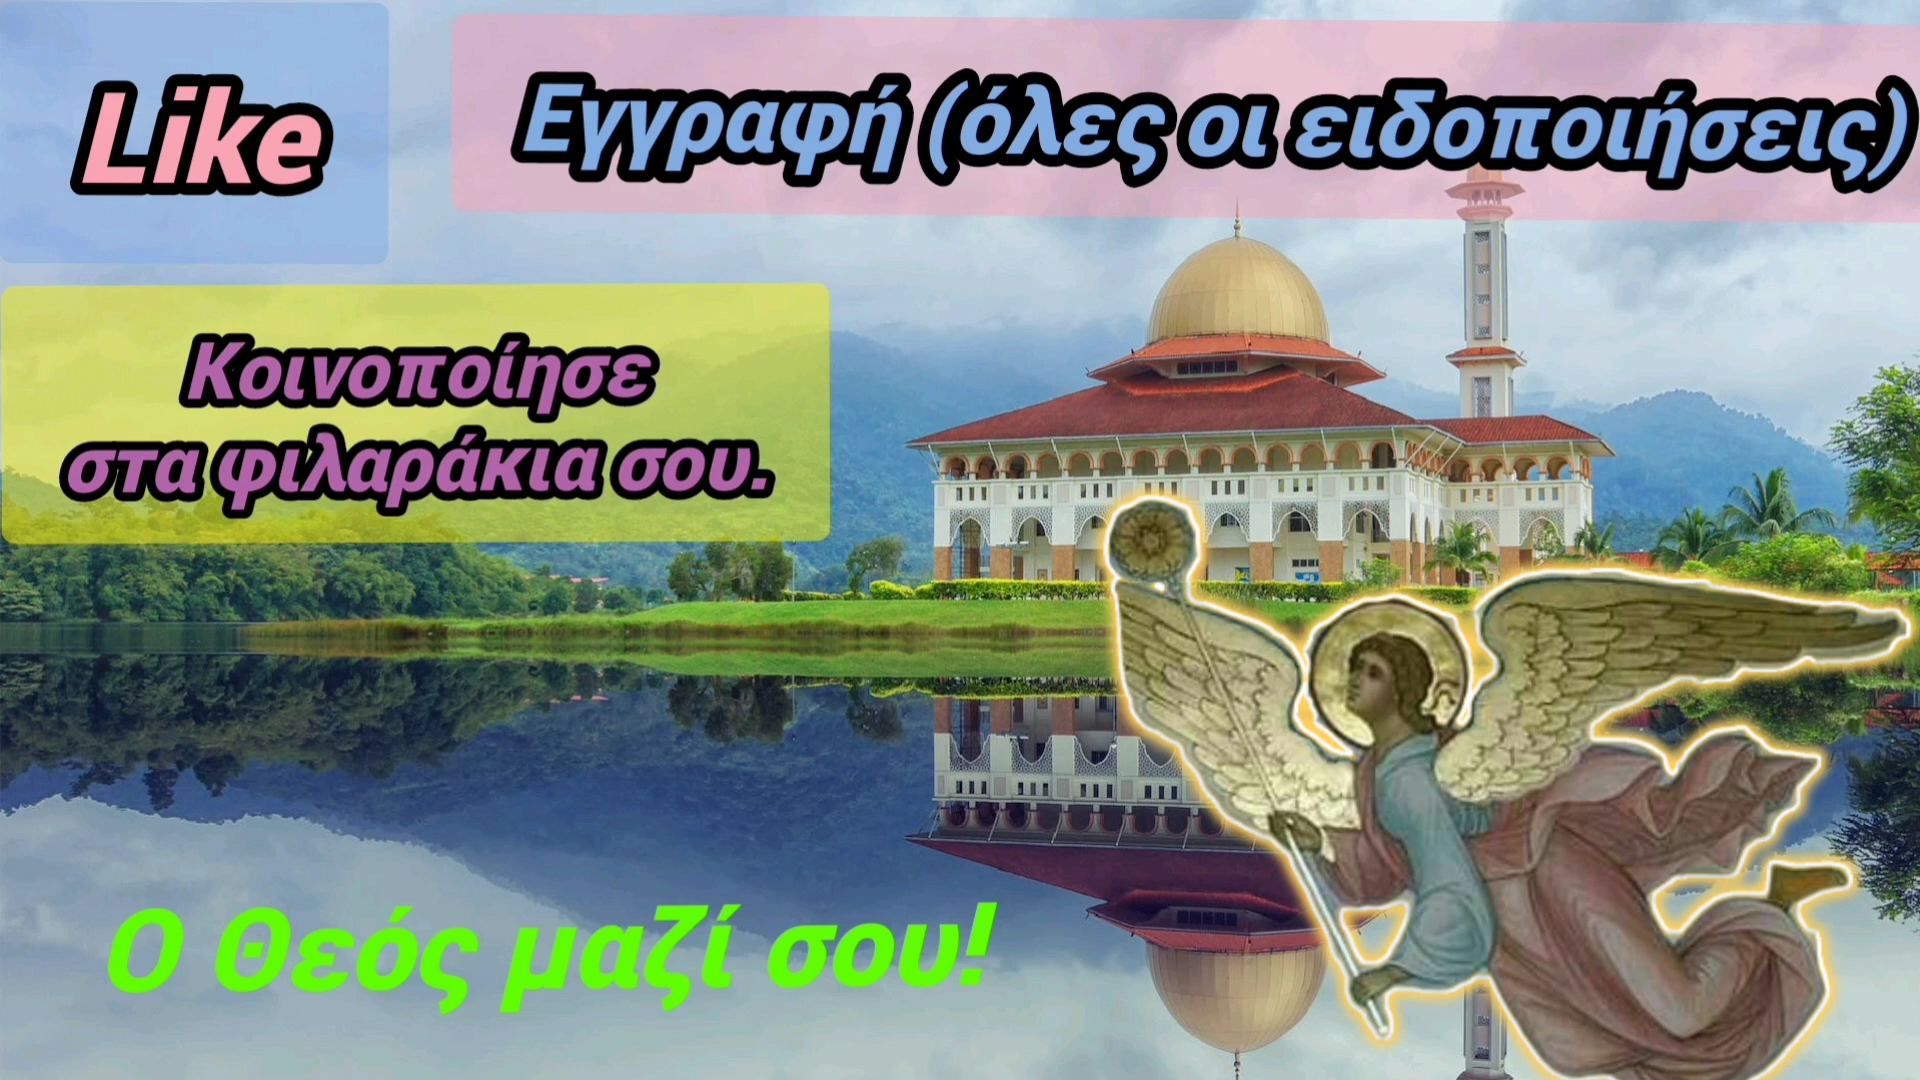 Like
Εγγραφή (όλες οι ειδοποιήσεις)
Κοινοποίησε
στα φιλαράκια σου.
Ο Θεός μαζί σου!